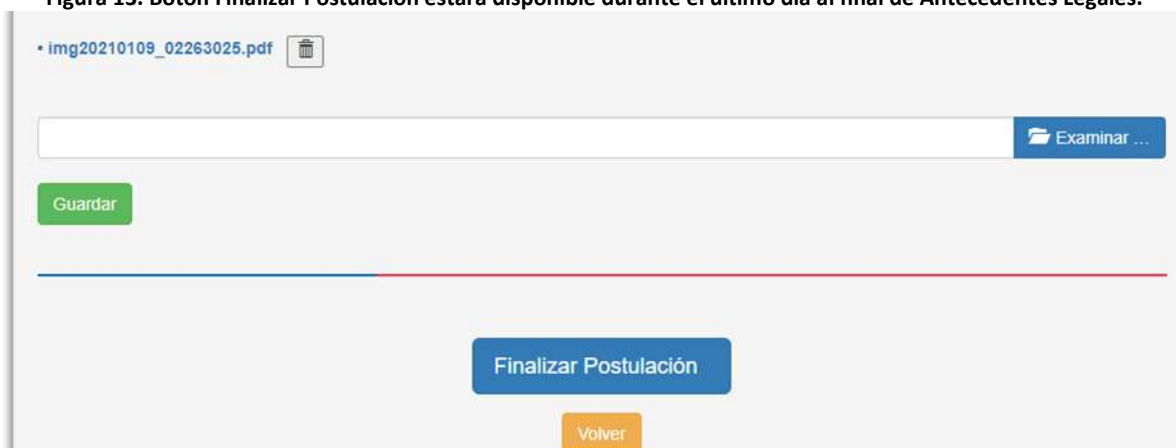 Figura 13. Botón Finalizar Postulación estará disponible durante el último día al final de Antecedentes Legales.
• img20210109_02263025.pdf
Examinar ...
Guardar
Finalizar Postulación
Volver